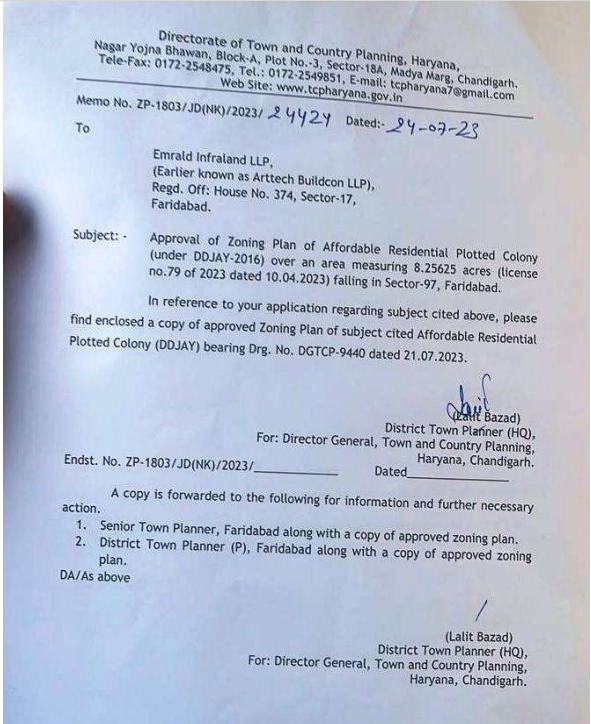 Directorate of Town and Country Planning, Haryana,
Nagar Yojna Bhawan, Block-A, Plot No.-3, Sector-18A, Madya Marg, Chandigarh.
Tele-Fax: 0172-2548475, Tel.: 0172-2549851, E-mail: tcpharyana7@gmail.com
Web Site: www.tcpharyana.gov.in
Memo No. ZP-1803/JD(NK)/2023/ 24424 Dated:- 24-07-23
To
Emrald Infraland LLP,
(Earlier known as Arttech Buildcon LLP),
Regd. Off: House No. 374, Sector-17,
Faridabad.
Subject: - Approval of Zoning Plan of Affordable Residential Plotted Colony
(under DDJAY-2016) over an area measuring 8.25625 acres (license
no.79 of 2023 dated 10.04.2023) falling in Sector-97, Faridabad.
In reference to your application regarding subject cited above, please
find enclosed a copy of approved Zoning Plan of subject cited Affordable Residential
Plotted Colony (DDJAY) bearing Drg. No. DGTCP-9440 dated 21.07.2023.
(Lalit Bazad)
District Town Planner (HQ),
For: Director General, Town and Country Planning,
Haryana, Chandigarh.
Endst. No. ZP-1803/JD(NK)/2023/____________ Dated______________
A copy is forwarded to the following for information and further necessary
action.
1. Senior Town Planner, Faridabad along with a copy of approved zoning plan.
2. District Town Planner (P), Faridabad along with a copy of approved zoning
plan.
DA/As above
(Lalit Bazad)
District Town Planner (HQ),
For: Director General, Town and Country Planning,
Haryana, Chandigarh.